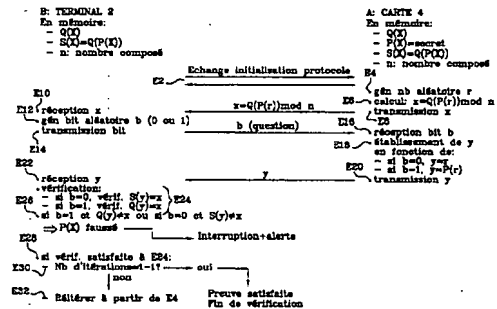 B: TERMINAL 2
En mémoire:
- Q(X)
- S(X)=Q(P(X))
- n: nombre composé
A: CARTE 4
En mémoire:
- Q(X)
- P(X)=secret
- S(X)=Q(P(X))
- n: nombre composé
Echange initialisation protocole
E2
E4
gén nb aléatoire r
E6
calcul: x=Q(P(r))mod n
E10
E12
réception x
x=Q(P(r))mod n
transmission x
E8
gén bit aléatoire b (0 ou 1)
E16
transmission bit
b (question)
réception bit b
E14
E18
établissement de y
en fonction de:
- si b=0, y=r
E20
- si b=1, y=P(r)
E22
réception y
y
transmission y
vérification:
- si b=0, vérif. S(y)=x
- si b=1, vérif. Q(y)=x
E24
E26
si b=1 et Q(y)≠x ou si b=0 et S(y)≠x
⇒ P(X) faussé
Interruption+alerte
E28
si vérif. satisfaite à E24:
E30
- Nb d'itérations=1-1?
oui
non
E32
Réitérer à partir de E4
Preuve satisfaite
Fin de vérification